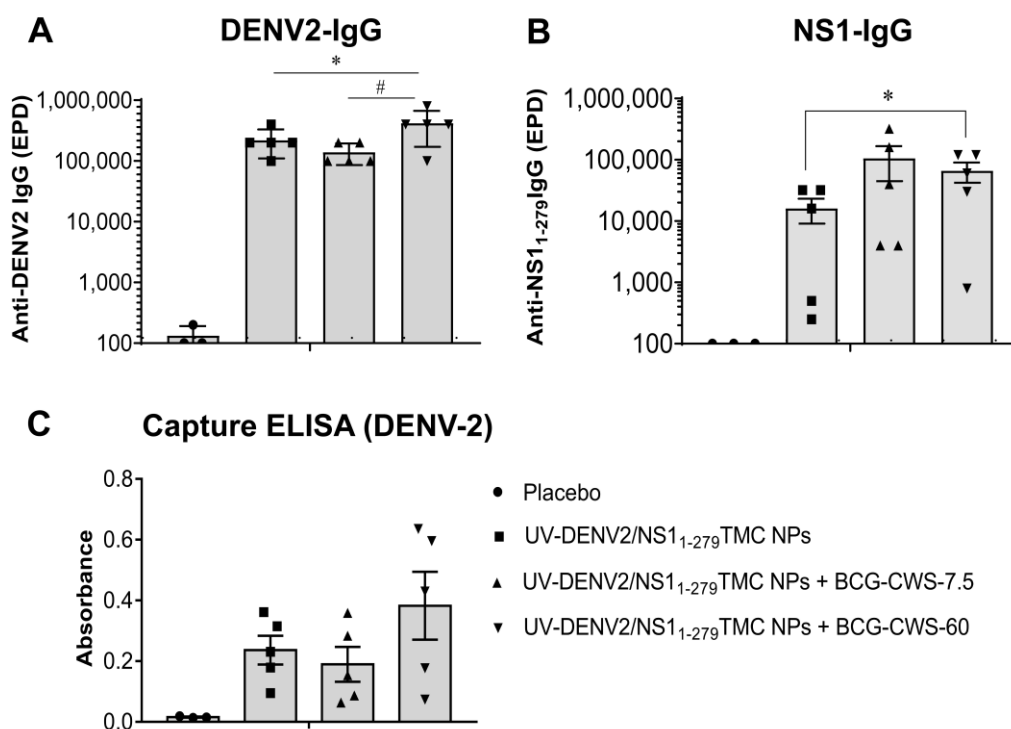 A
DENV2-IgG
*
#
Anti-DENV2 IgG (EPD)
1,000,000
100,000
10,000
1,000
100
B
NS1-IgG
*
Anti-NS1₁₋₂₇₉IgG (EPD)
1,000,000
100,000
10,000
1,000
100
C
Capture ELISA (DENV-2)
Absorbance
0.8
0.6
0.4
0.2
0.0
Placebo
UV-DENV2/NS1₁₋₂₇₉TMC NPs
UV-DENV2/NS1₁₋₂₇₉TMC NPs + BCG-CWS-7.5
UV-DENV2/NS1₁₋₂₇₉TMC NPs + BCG-CWS-60